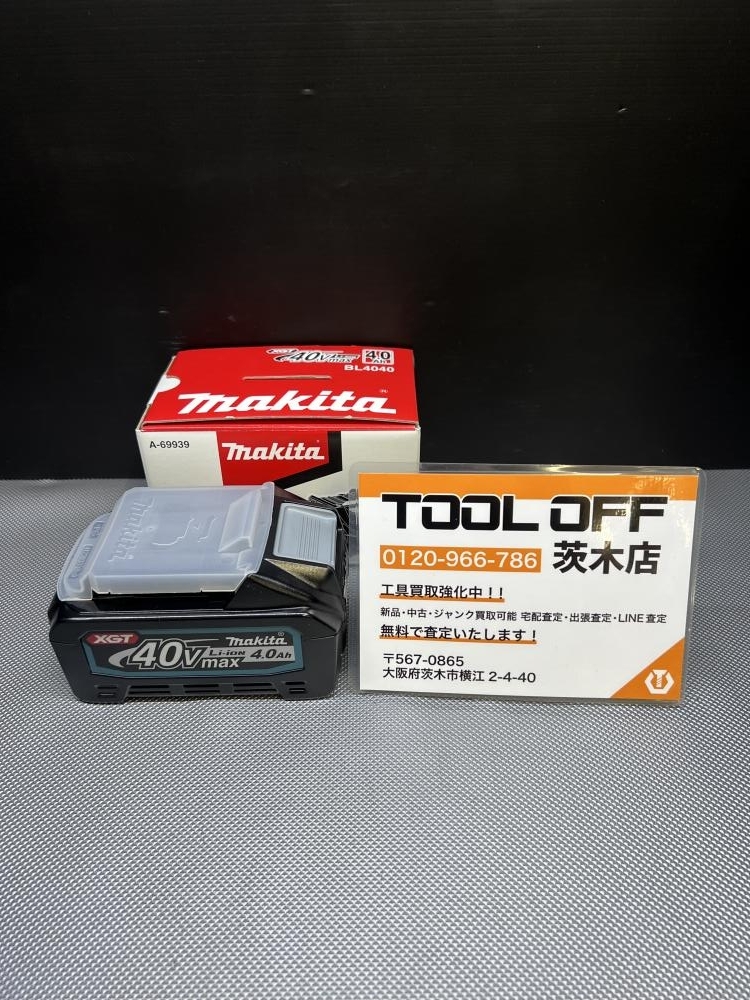 XGT 40Vmax 4.0Ah
BL4040
makita
A-69939
makita
makita
XGT
makita
40Vmax Li-ion 4.0Ah
TOOL OFF
0120-966-786 茨木店
工具買取強化中!!
新品・中古・ジャンク買取可能 宅配査定・出張査定・LINE査定
無料で査定いたします!
〒567-0865
大阪府茨木市横江 2-4-40